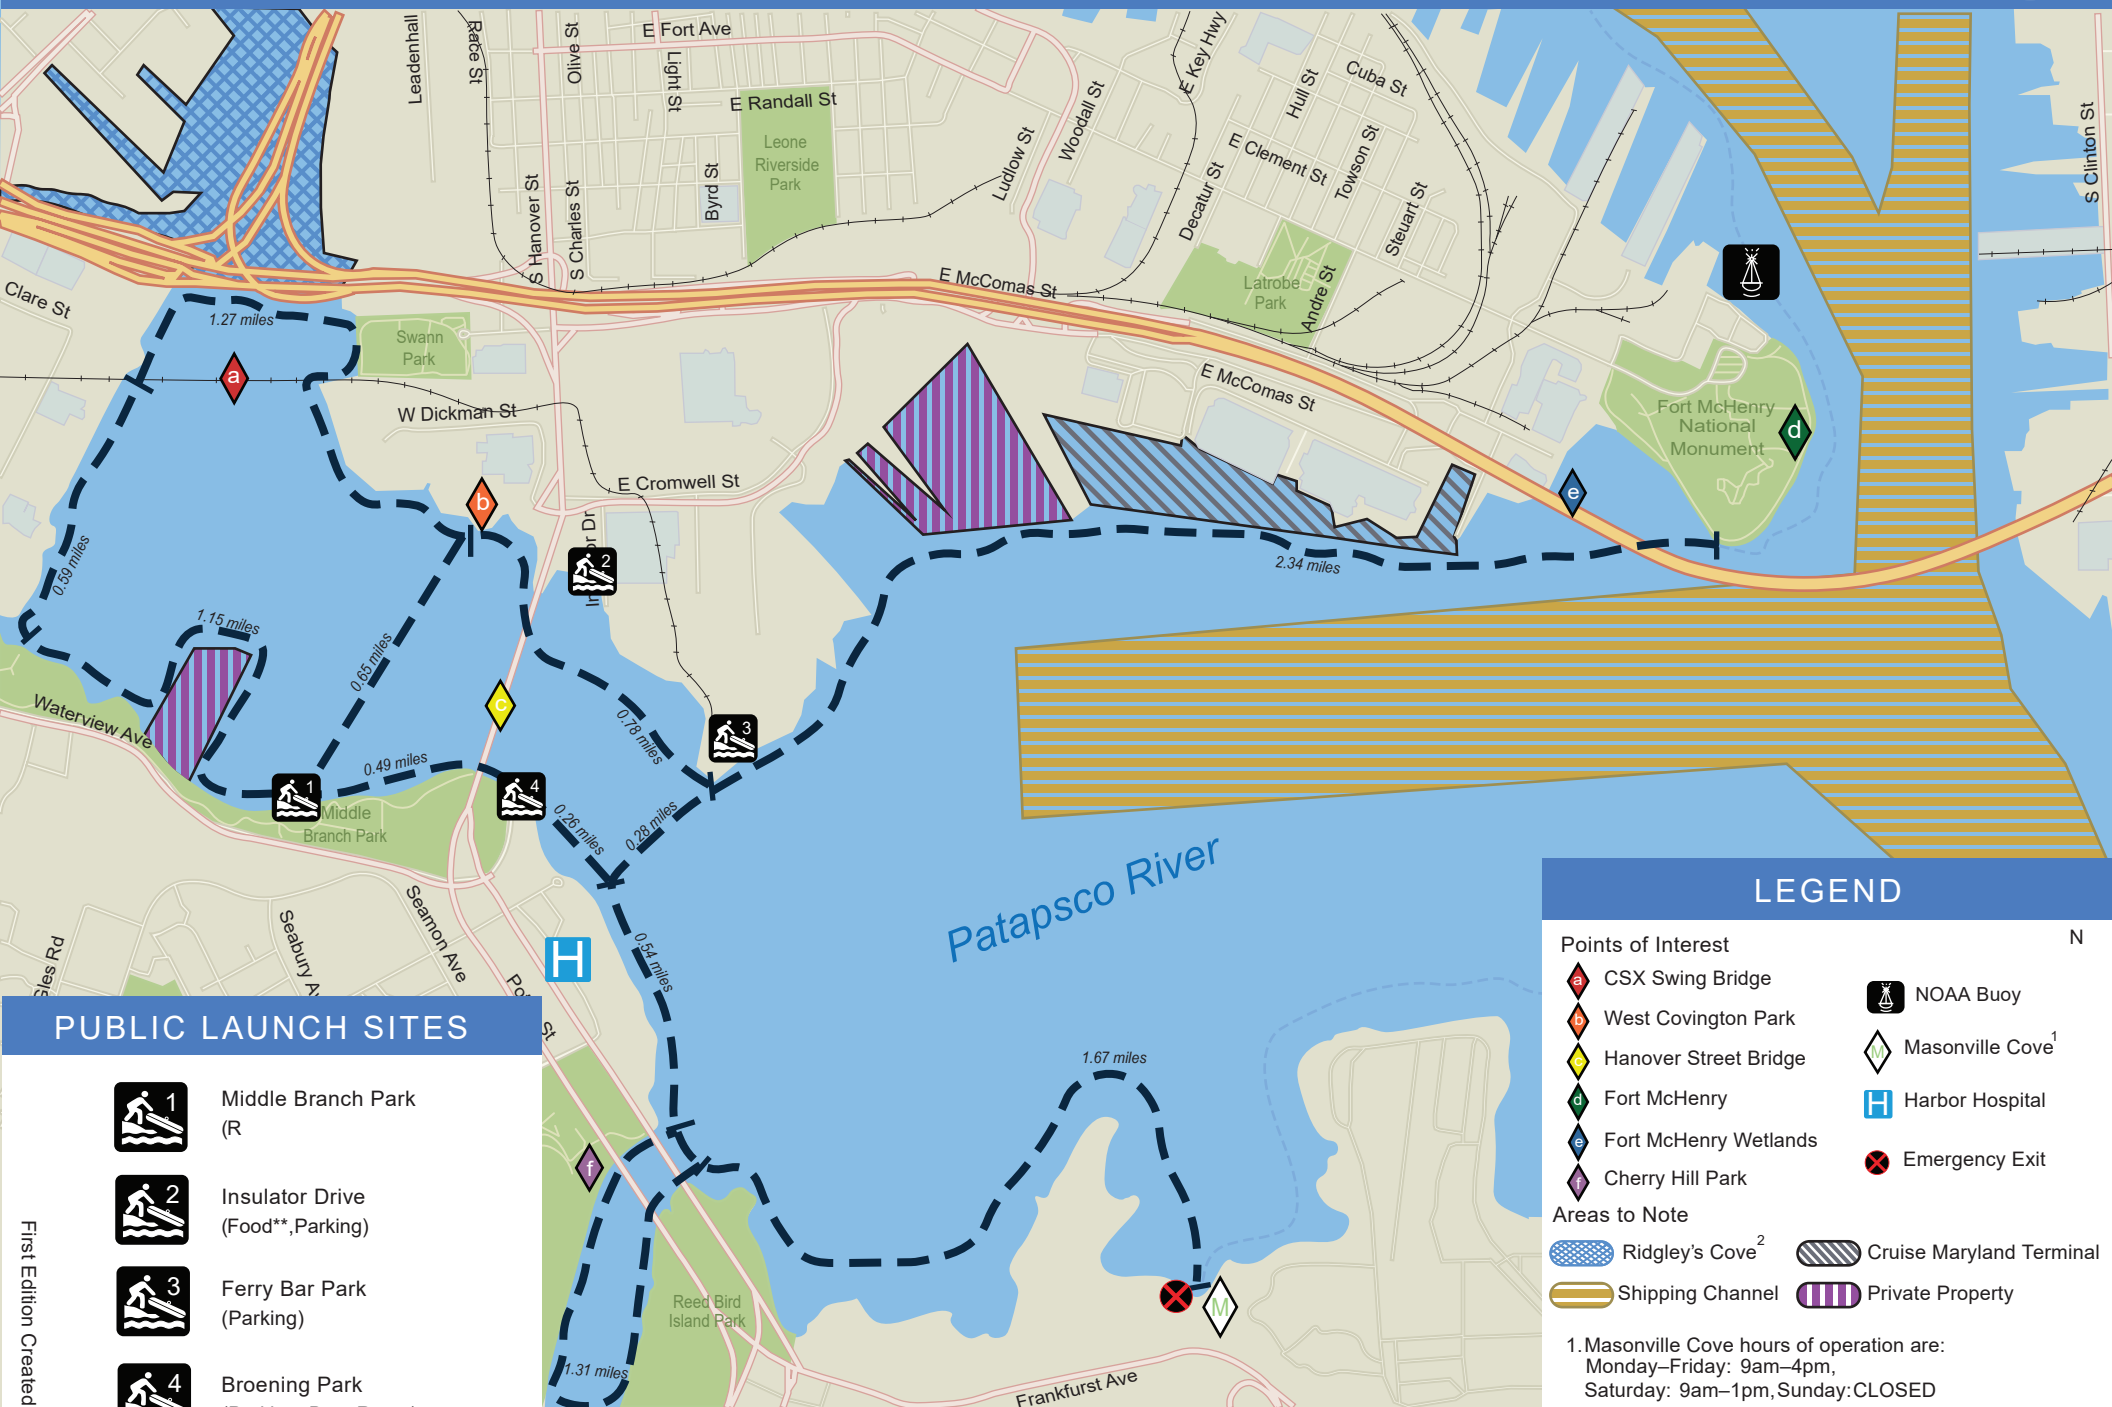 Leadenhall
Race St
Olive St
E Fort Ave
Light St
E Randall St
Leone
Riverside
Park
Byrd St
S Hanover St
S Charles St
Ludlow St
Woodall St
E Key Hwy
Hull St
Cuba St
E Clement St
Towson St
Decatur St
Steuart St
S Clinton St
Latrobe
Park
Andre St
E McComas St
E McComas St
Clare St
1.27 miles
Swann
Park
a
W Dickman St
b
E Cromwell St
2
Fort McHenry
National
Monument
d
e
2.34 miles
0.59 miles
1.15 miles
0.65 miles
c
0.78 miles
3
Waterview Ave
0.49 miles
1
4
Middle
Branch Park
0.26 miles
0.28 miles
Patapsco River
Seamon Ave
Seabury
H
0.54 miles
f
1.67 miles
Reed Bird
Island Park
1.31 miles
M
Frankfurst Ave
PUBLIC LAUNCH SITES
1
Middle Branch Park
(R
2
Insulator Drive
(Food**,Parking)
3
Ferry Bar Park
(Parking)
4
Broening Park
First Edition Created
LEGEND
N
Points of Interest
a CSX Swing Bridge
b West Covington Park
c Hanover Street Bridge
d Fort McHenry
e Fort McHenry Wetlands
f Cherry Hill Park
NOAA Buoy
M Masonville Cove1
H Harbor Hospital
Emergency Exit
Areas to Note
Ridgley's Cove2
Cruise Maryland Terminal
Shipping Channel
Private Property
1.Masonville Cove hours of operation are:
Monday–Friday: 9am–4pm,
Saturday: 9am–1pm,Sunday:CLOSED